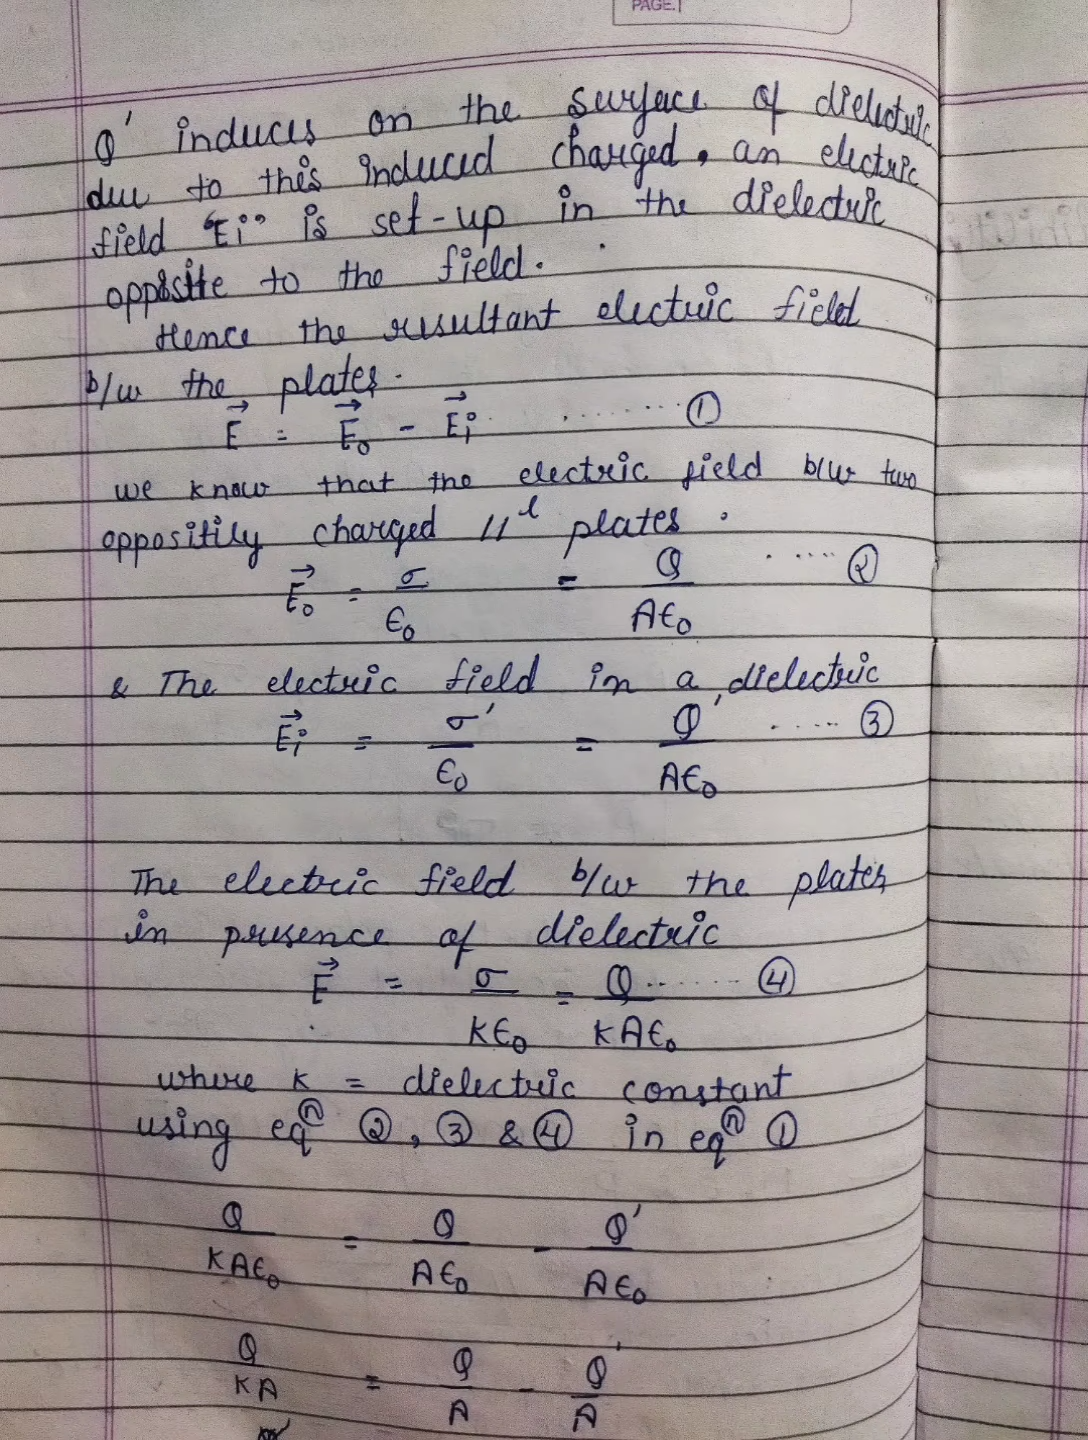 PAGE.
Q' induces on the surface of dielectric
due to this induced charged, an electric
field "Ei" is set-up in the dielectric
opposite to the field.
Hence the resultant electric field
b/w the plates.
E⃗ = E⃗₀ - E⃗i ........ ①
we know that the electric field b/w two
oppositily charged ||ˡ plates.
E⃗₀ = σ/ϵ₀ = Q/Aϵ₀ ..... ②
& The electric field in a dielectric
E⃗i = σ'/ϵ₀ = Q'/Aϵ₀ ..... ③
The electric field b/w the plates
in presence of dielectric
E⃗ = σ/Kϵ₀ = Q/KAϵ₀ ....... ④
where K = dielectric constant
using eqⁿ ②, ③ & ④ in eqⁿ ①
Q/KAϵ₀ = Q/Aϵ₀ - Q'/Aϵ₀
Q/KA = Q/A - Q'/A